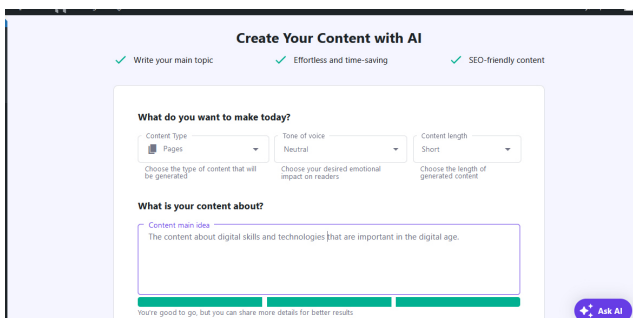 Create Your Content with AI
Write your main topic
Effortless and time-saving
SEO-friendly content
What do you want to make today?
Content Type
Pages
Choose the type of content that will
be generated
Tone of voice
Neutral
Choose your desired emotional
impact on readers
Content length
Short
Choose the length of
generated content
What is your content about?
Content main idea
The content about digital skills and technologies that are important in the digital age.
You're good to go, but you can share more details for better results
Ask AI